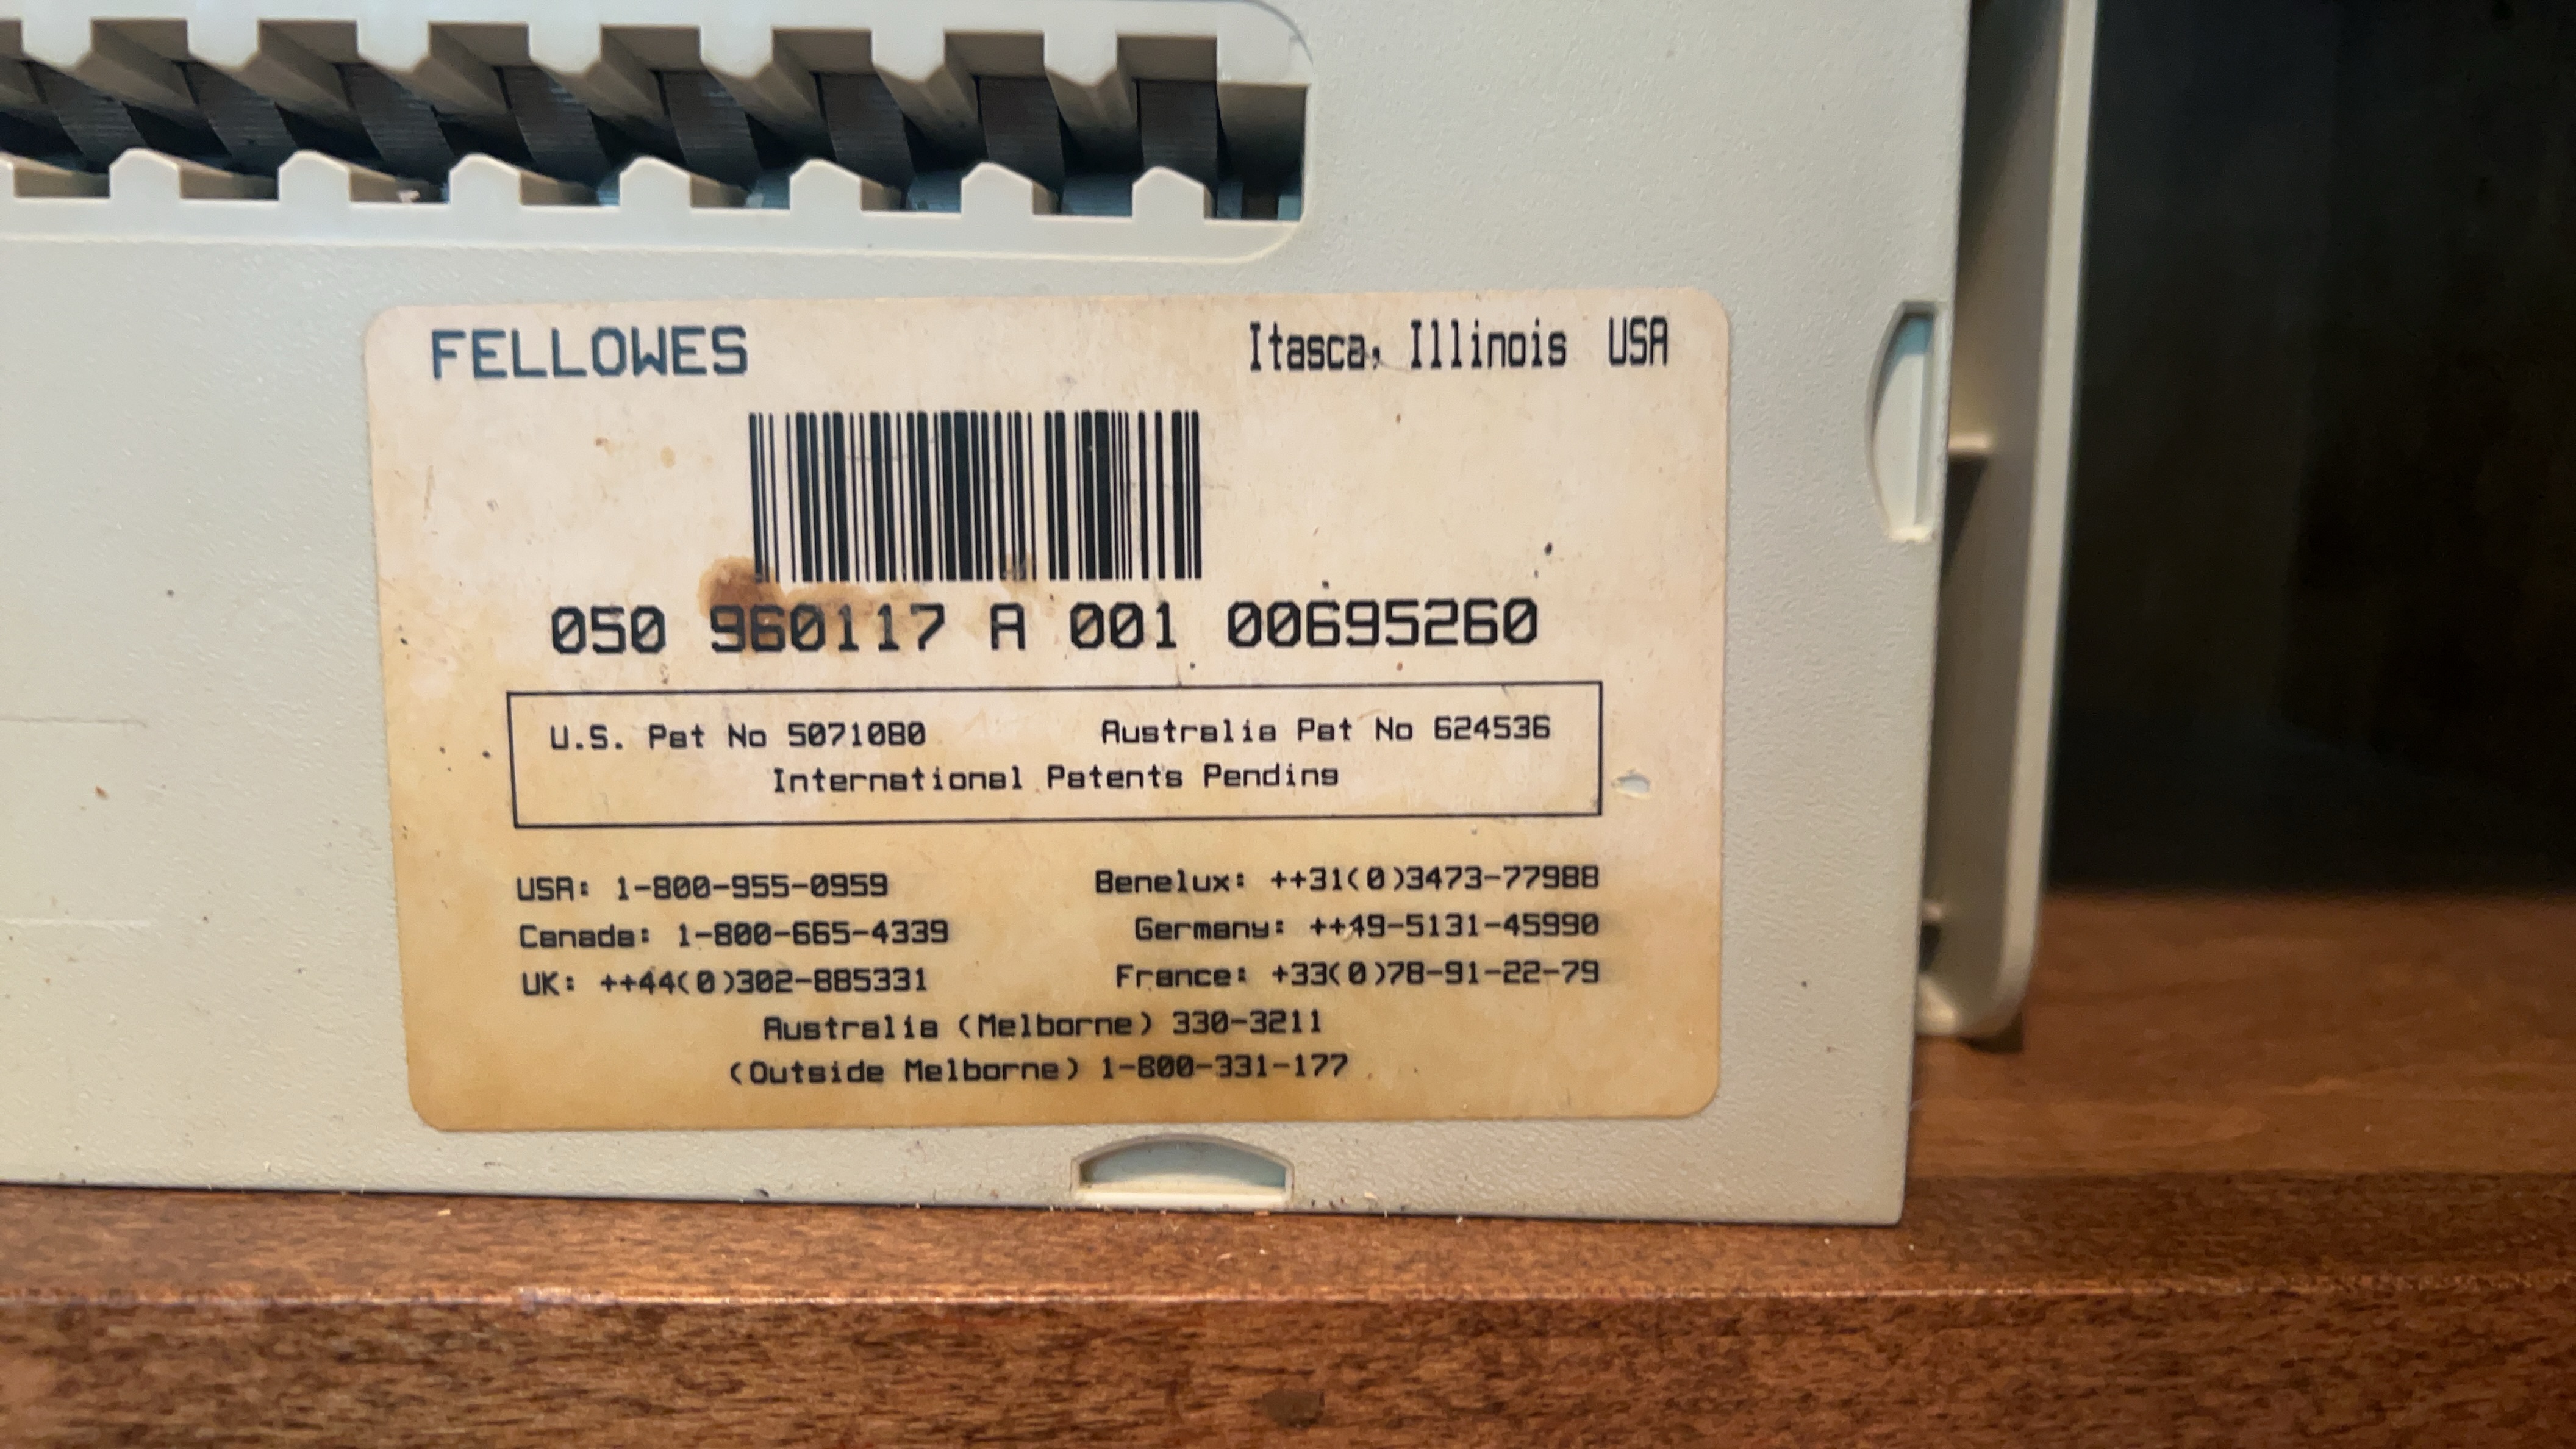 FELLOWES Itasca, Illinois USA
050 960117 A 001 00695260
U.S. Pat No 5071080 Australia Pat No 624536
International Patents Pending
USA: 1-800-955-0959 Benelux: ++31(0)3473-77988
Canada: 1-800-665-4339 Germany: ++49-5131-45990
UK: ++44(0)302-885331 France: +33(0)78-91-22-79
Australia (Melborne) 330-3211
(Outside Melborne) 1-800-331-177